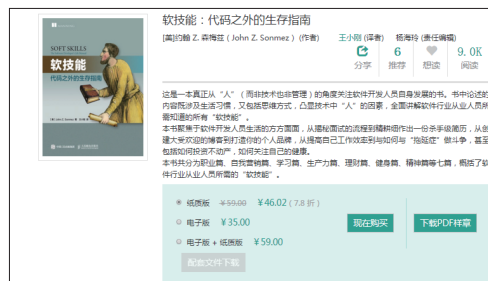 软技能：代码之外的生存指南
[美]约翰 Z. 森梅兹 ( John Z. Sonmez ) (作者) 王小刚 (译者) 杨海玲 (责任编辑)
6 9.0K
分享 推荐 想读 阅读
SOFT SKILLS
软技能
代码之外的生存指南
这是一本真正从“人”（而非技术也非管理）的角度关注软件开发人员自身发展的书。书中论述的
内容既涉及生活习惯，又包括思维方式，凸显技术中“人”的因素，全面讲解软件行业从业人员所
需知道的所有“软技能”。
本书聚焦于软件开发人员生活的方方面面，从揭秘面试的流程到精耕细作出一份杀手级简历，从创
建大受欢迎的博客到打造你的个人品牌，从提高自己工作效率到与如何与“拖延症”做斗争，甚至
包括如何投资不动产，如何关注自己的健康。
本书共分为职业篇、自我营销篇、学习篇、生产力篇、理财篇、健身篇、精神篇等七篇，概括了软
件行业从业人员所需的“软技能”。
纸质版 ￥59.00 ￥46.02 ( 7.8 折 )
电子版 ￥35.00
现在购买 下载PDF样章
电子版 + 纸质版 ￥59.00
配套文件下载